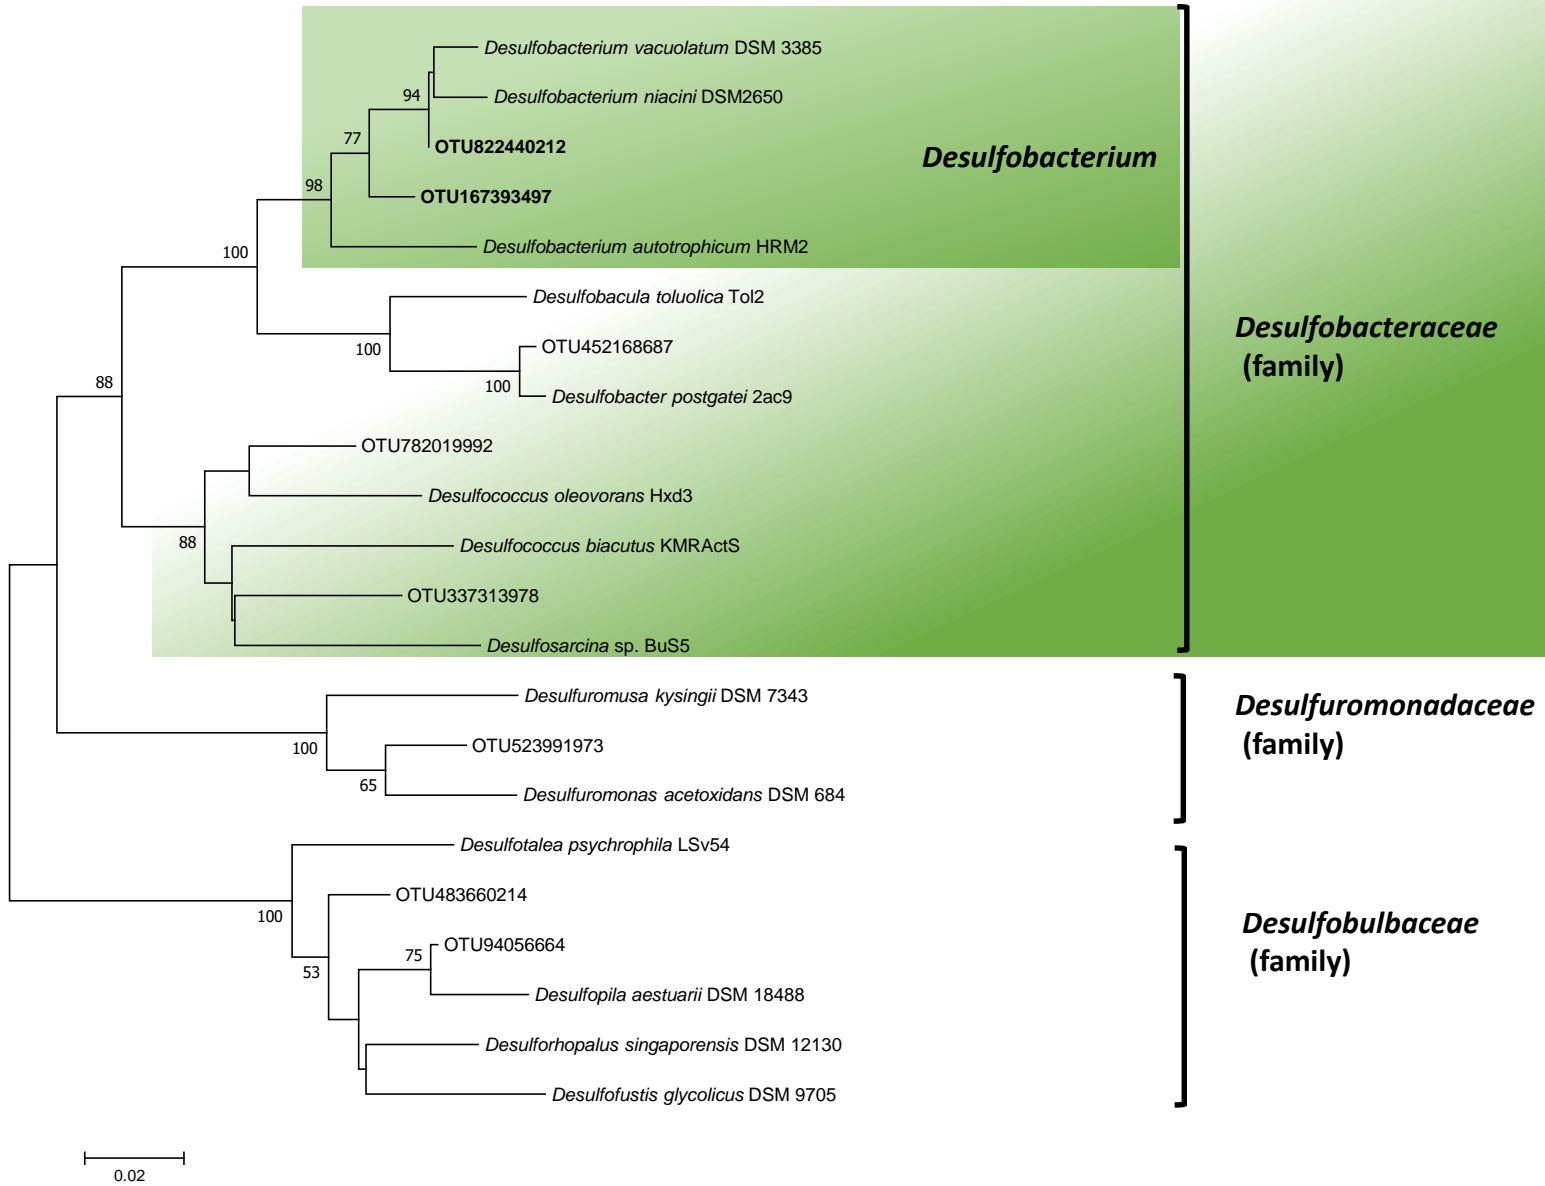 Desulfobacterium vacuolatum DSM 3385
94
Desulfobacterium niacini DSM2650
77
OTU822440212
Desulfobacterium
98
OTU167393497
100
Desulfobacterium autotrophicum HRM2
Desulfobacula toluolica Tol2
Desulfobacteraceae
(family)
100
OTU452168687
88
100
Desulfobacter postgatei 2ac9
OTU782019992
Desulfococcus oleovorans Hxd3
88
Desulfococcus biacutus KMRActS
OTU337313978
Desulfosarcina sp. BuS5
Desulfuromusa kysingii DSM 7343
Desulfuromonadaceae
(family)
100
OTU523991973
65
Desulfuromonas acetoxidans DSM 684
Desulfotalea psychrophila LSv54
OTU483660214
100
Desulfobulbaceae
(family)
75
OTU94056664
53
Desulfopila aestuarii DSM 18488
Desulforhopalus singaporensis DSM 12130
Desulfofustis glycolicus DSM 9705
0.02